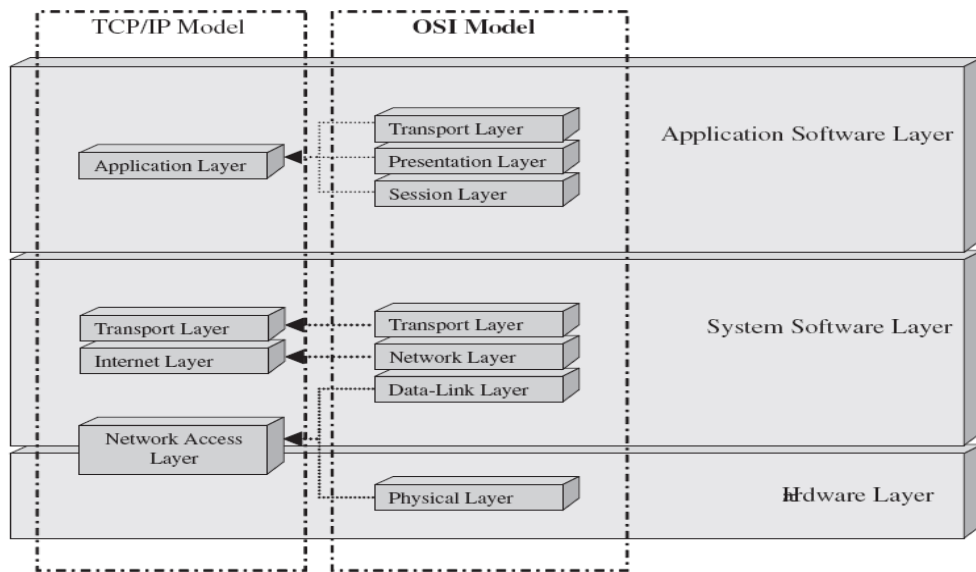 TCP/IP Model
OSI Model
Transport Layer
Application Layer
Presentation Layer
Session Layer
Application Software Layer
Transport Layer
Internet Layer
Transport Layer
Network Layer
Data-Link Layer
System Software Layer
Network Access
Layer
Physical Layer
Hardware Layer